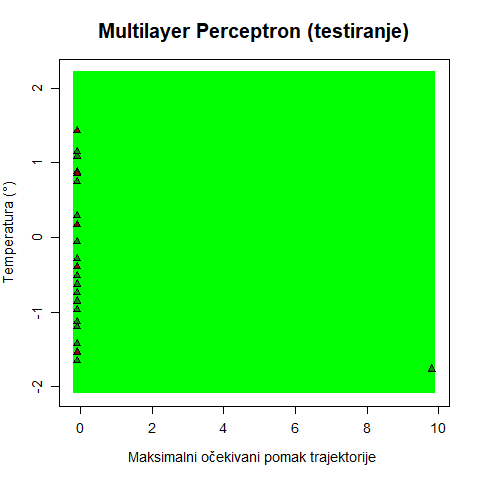 Multilayer Perceptron (testiranje)
Temperatura (°)
2
1
0
-1
-2
0 2 4 6 8 10
Maksimalni očekivani pomak trajektorije